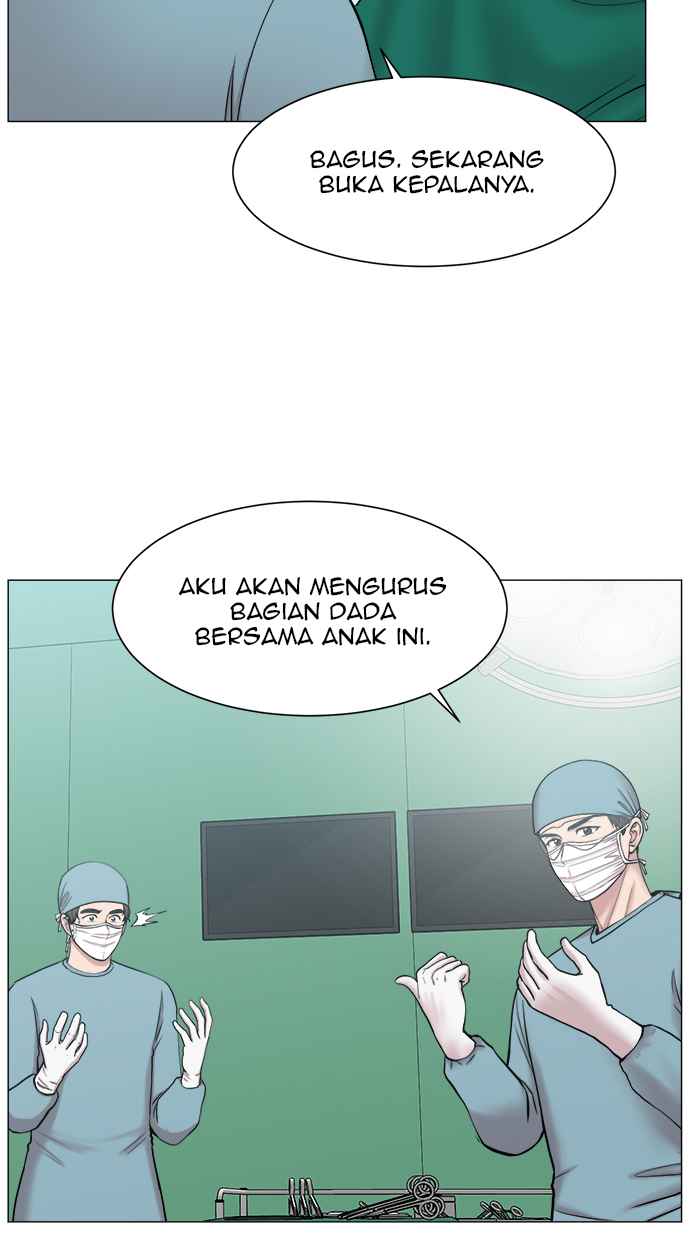 BAGUS. SEKARANG
BUKA KEPALANYA.
AKU AKAN MENGURUS
BAGIAN DADA
BERSAMA ANAK INI.